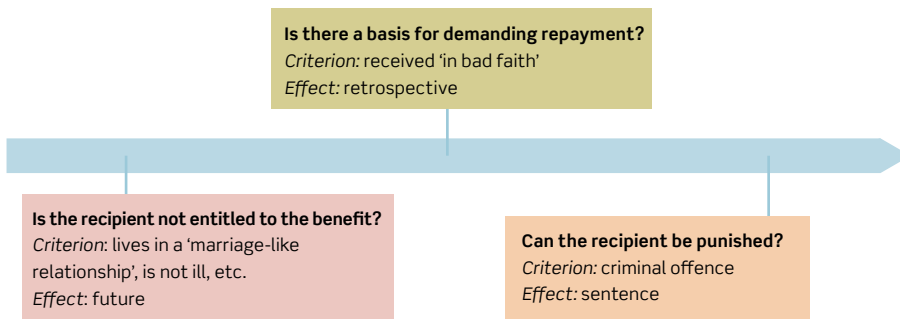 Is there a basis for demanding repayment?
Criterion: received ‘in bad faith’
Effect: retrospective
Is the recipient not entitled to the benefit?
Criterion: lives in a ‘marriage-like
relationship’, is not ill, etc.
Effect: future
Can the recipient be punished?
Criterion: criminal offence
Effect: sentence